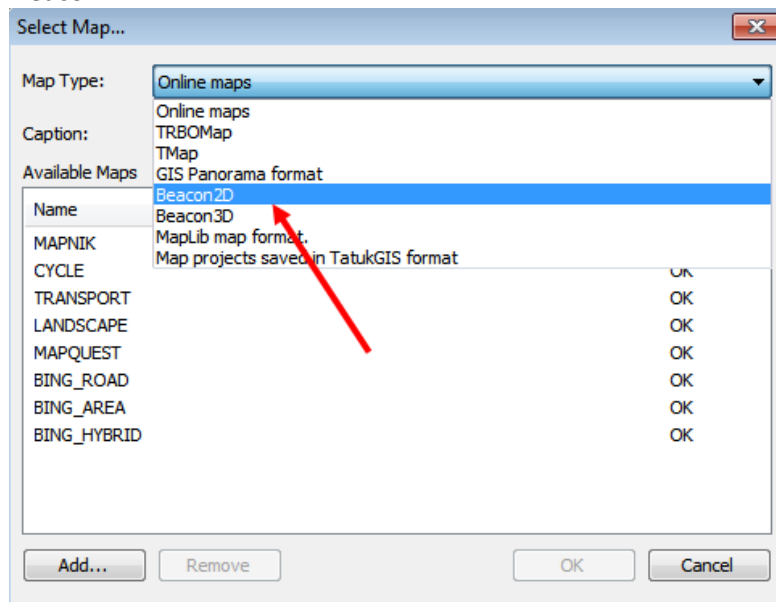 Select Map...
Map Type: Online maps
Online maps
Caption: TRBOMap
TMap
Available Maps GIS Panorama format
Beacon2D
Name Beacon3D
MAPNIK MapLib map format.
Map projects saved in TatukGIS format
CYCLE OK
TRANSPORT OK
LANDSCAPE OK
MAPQUEST OK
BING_ROAD OK
BING_AREA OK
BING_HYBRID OK
Add... Remove OK Cancel